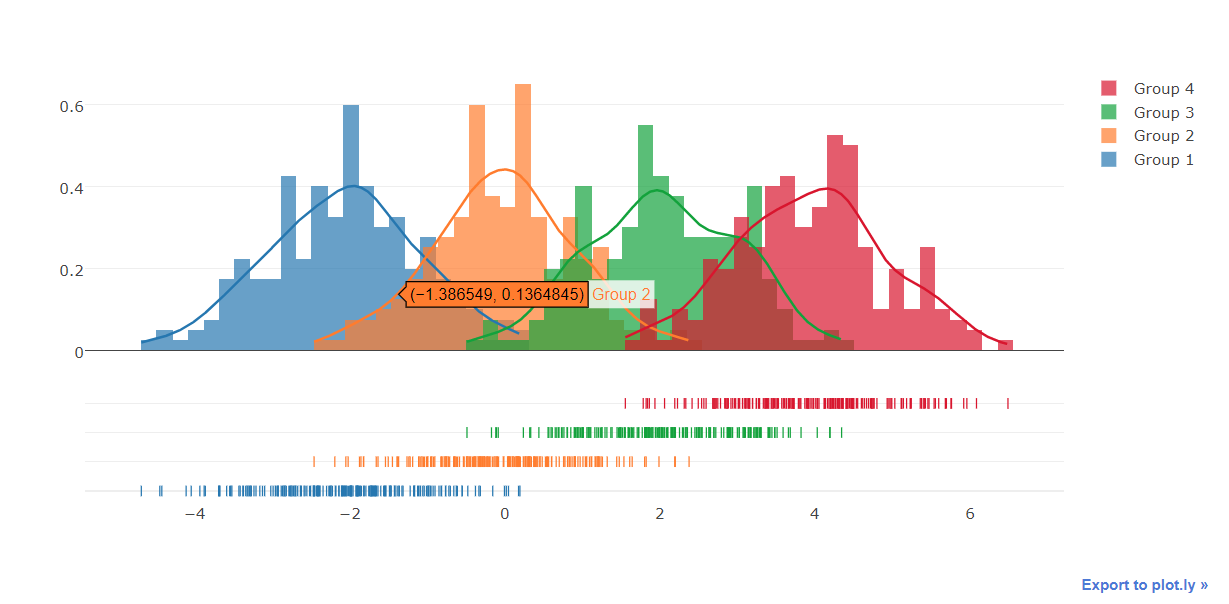 0.6
0.4
0.2
0
Group 4
Group 3
Group 2
Group 1
(−1.386549, 0.1364845) Group 2
−4 −2 0 2 4 6
Export to plot.ly »